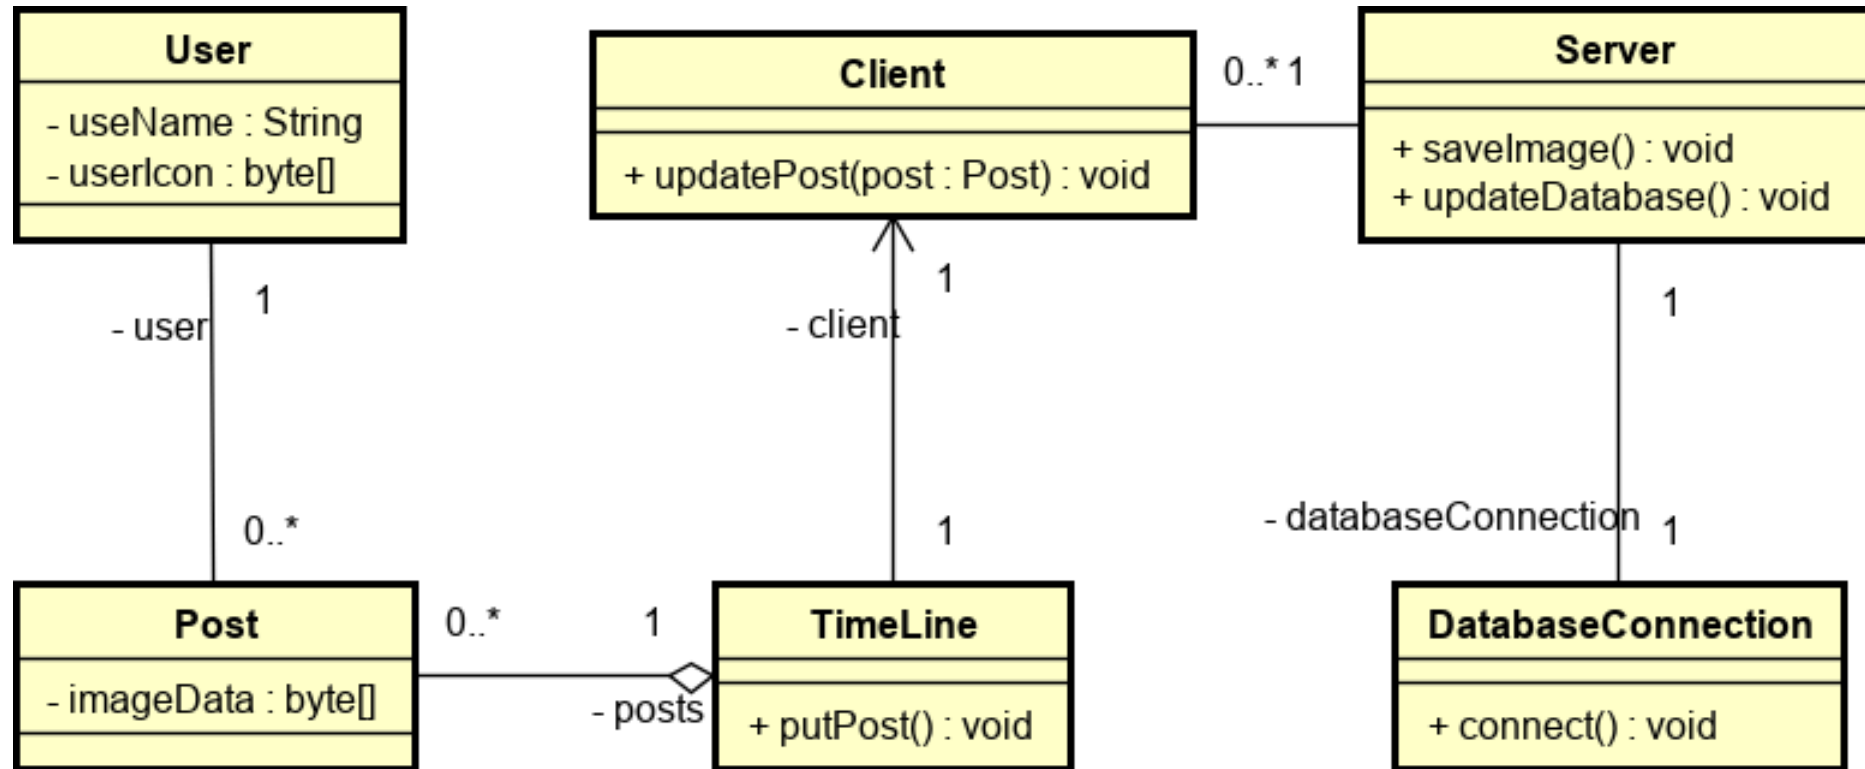 User
- useName : String
- userIcon : byte[]
Client
+ updatePost(post : Post) : void
0..* 1
Server
+ saveImage() : void
+ updateDatabase() : void
1
- user
0..*
1
- client
1
1
- databaseConnection
1
Post
- imageData : byte[]
0..*
1
- posts
TimeLine
+ putPost() : void
DatabaseConnection
+ connect() : void